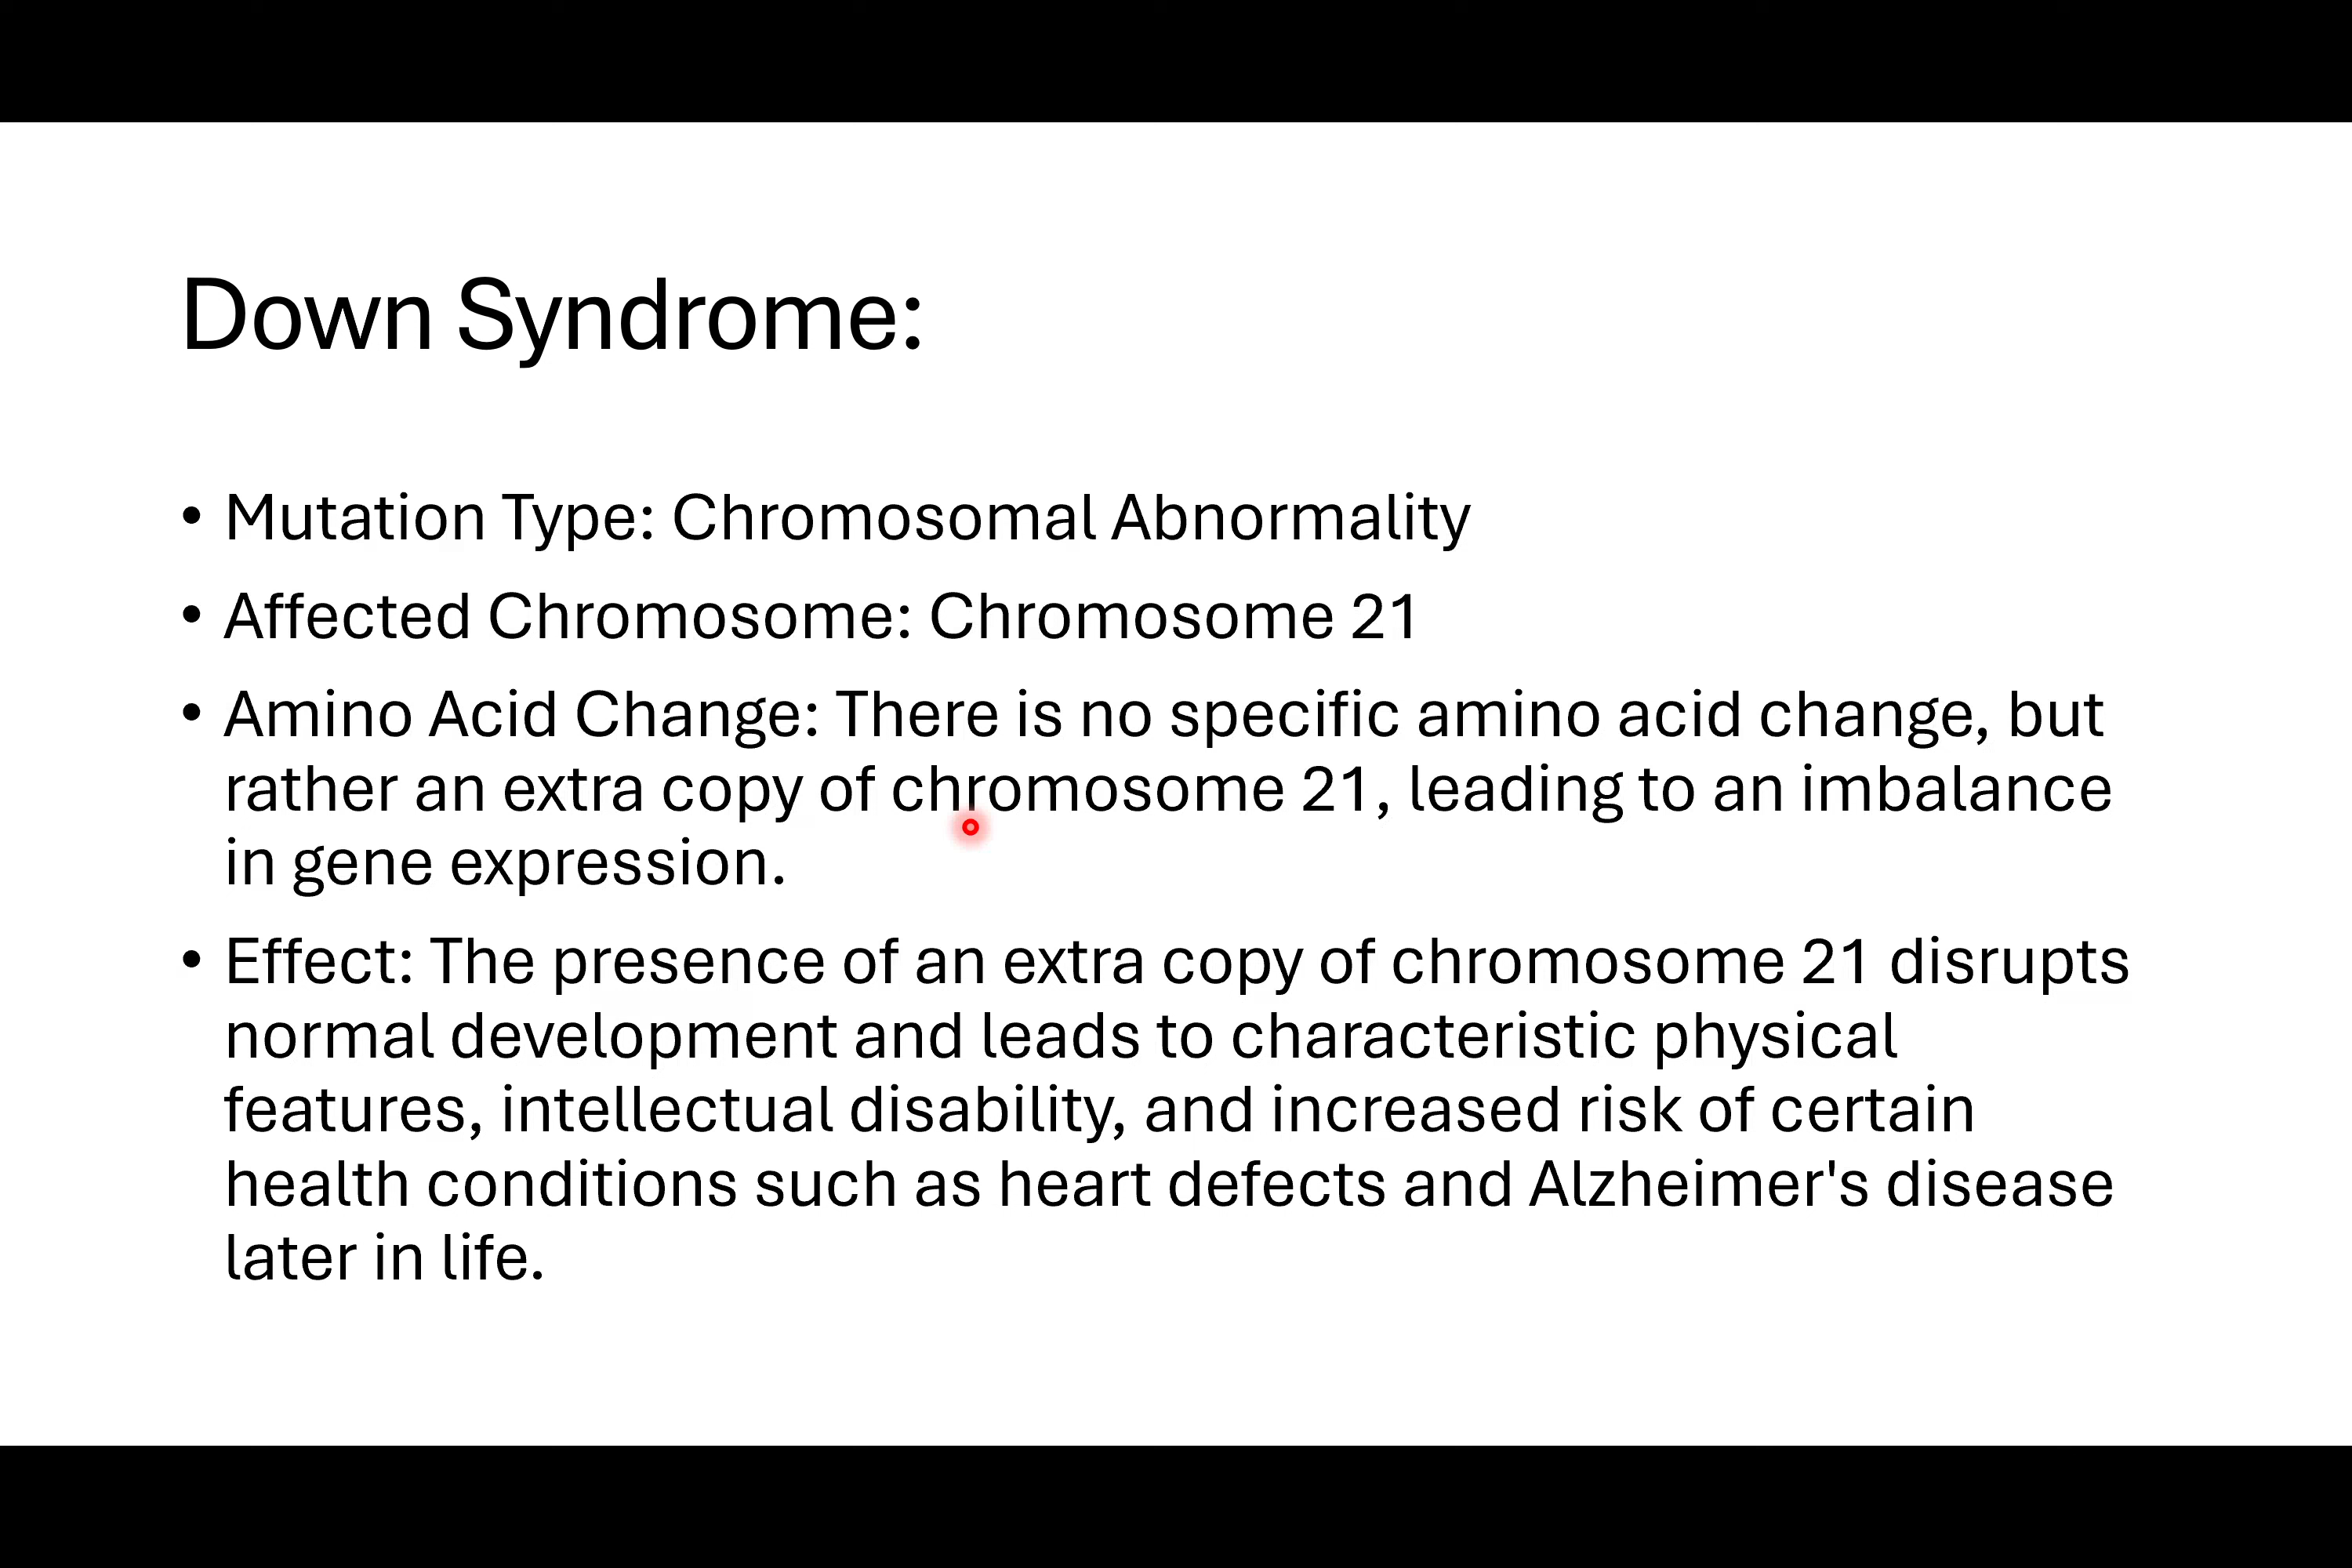 Down Syndrome:
• Mutation Type: Chromosomal Abnormality
• Affected Chromosome: Chromosome 21
• Amino Acid Change: There is no specific amino acid change, but
rather an extra copy of chromosome 21, leading to an imbalance
in gene expression.
• Effect: The presence of an extra copy of chromosome 21 disrupts
normal development and leads to characteristic physical
features, intellectual disability, and increased risk of certain
health conditions such as heart defects and Alzheimer's disease
later in life.